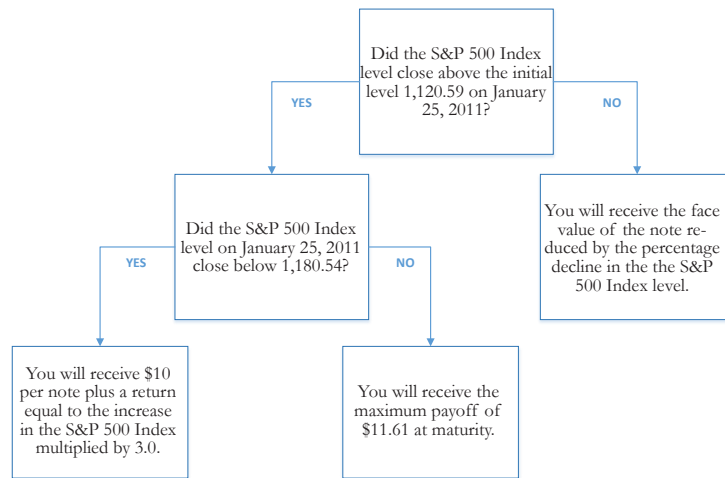 Did the S&P 500 Index
level close above the initial
level 1,120.59 on January
25, 2011?
YES
NO
Did the S&P 500 Index
level on January 25, 2011
close below 1,180.54?
You will receive the face
value of the note re-
duced by the percentage
decline in the the S&P
500 Index level.
YES
NO
You will receive $10
per note plus a return
equal to the increase
in the S&P 500 Index
multiplied by 3.0.
You will receive the
maximum payoff of
$11.61 at maturity.